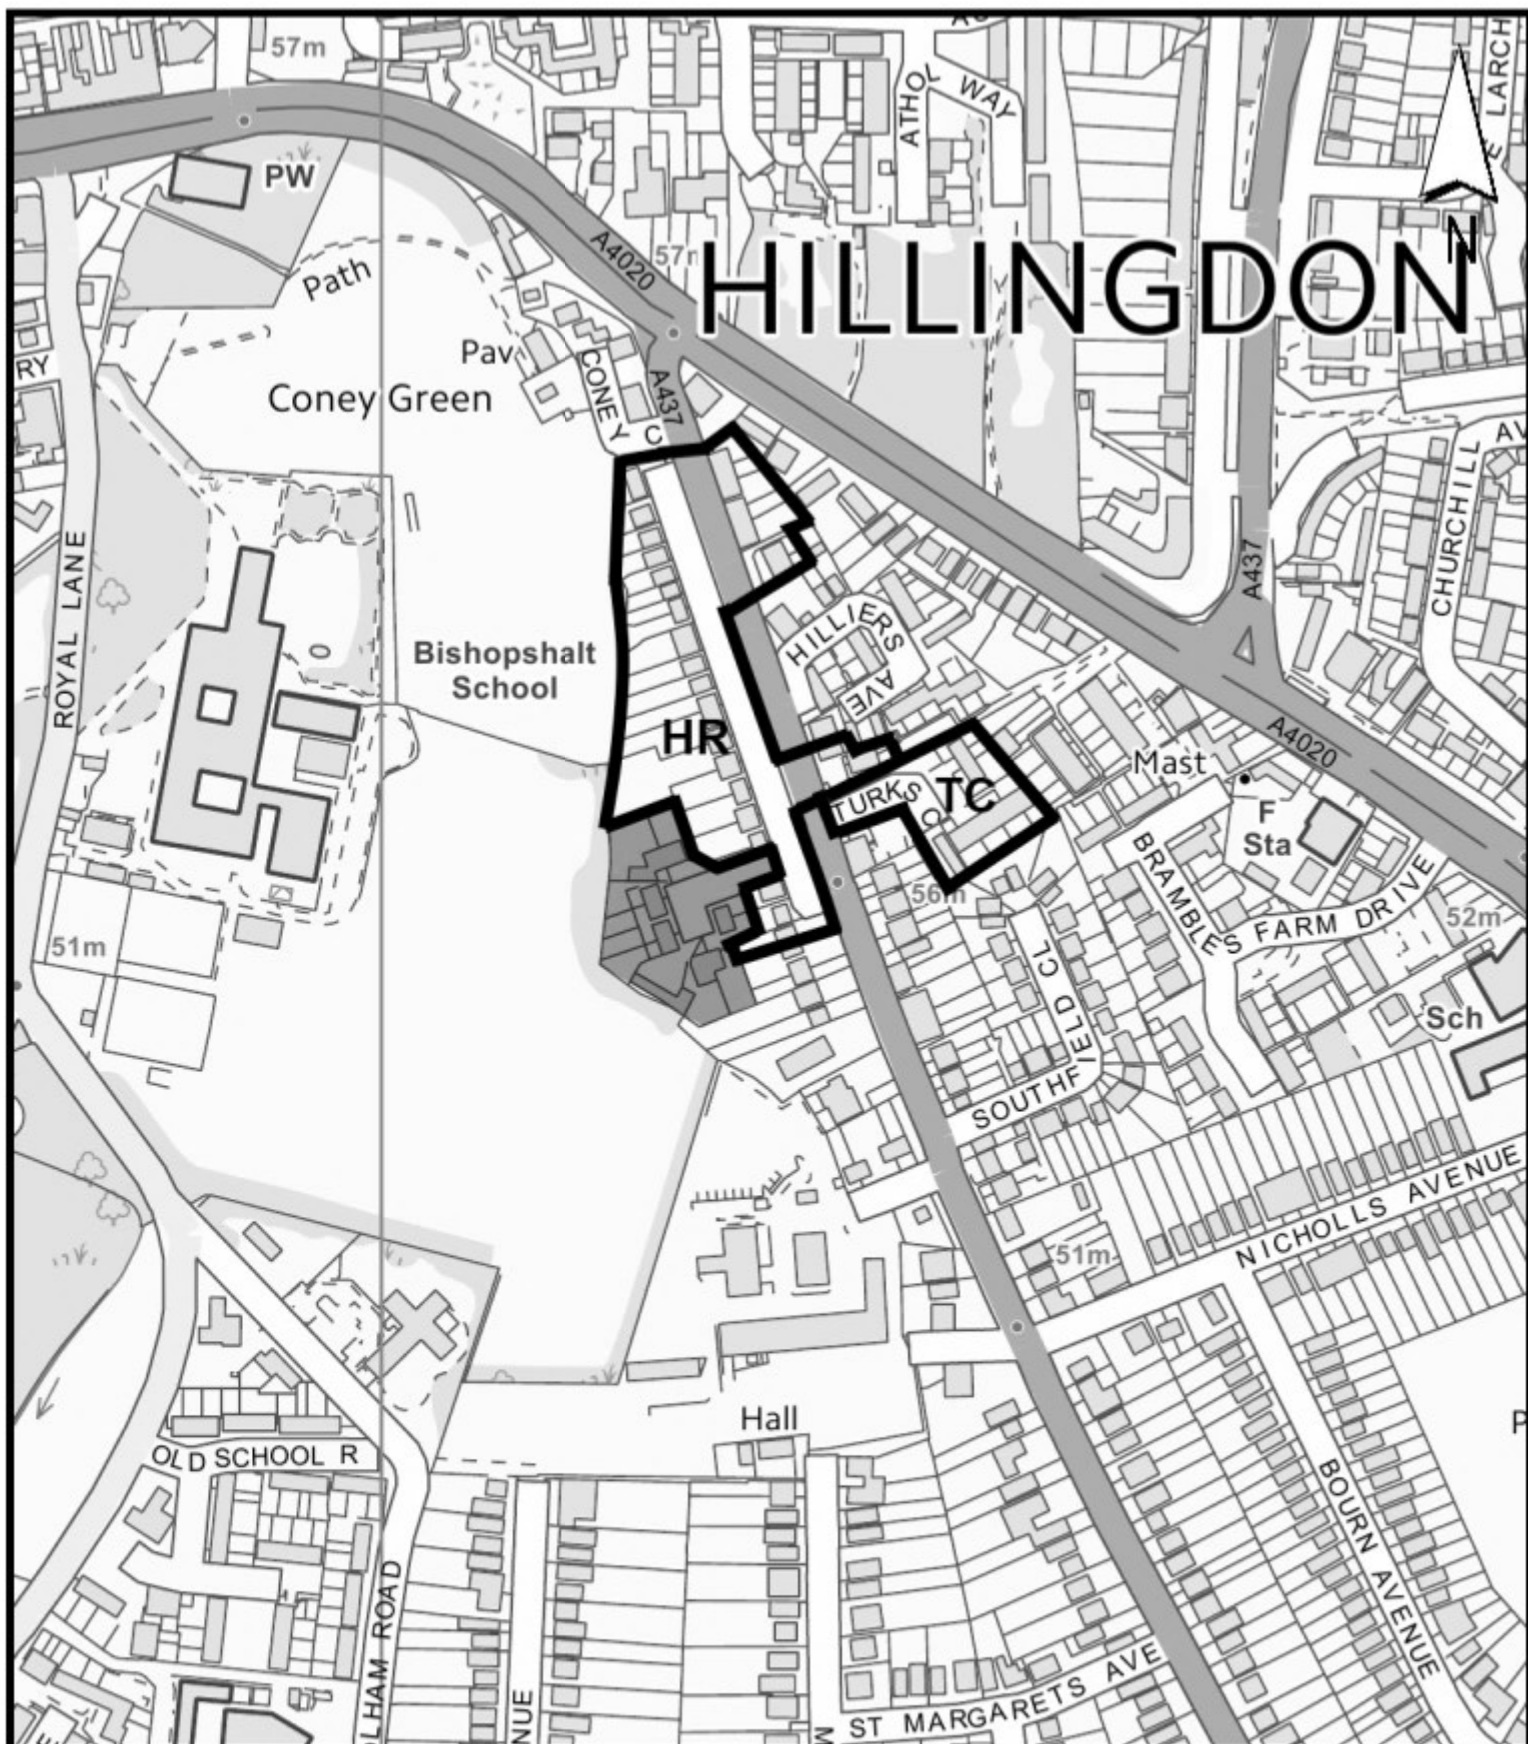 57m
LARCH
ATHOL WAY
PW
N
A4020
57m
HILLINGDON
Path
RY
Pav
CONEY C
A437
Coney Green
AV
CHURCHILL
ROYAL LANE
A437
HILLIERS AVE
Bishopshalt
School
HR
A4020
Mast
TURKS C
TC
F
Sta
BRAMBLES FARM DRIVE
56m
52m
51m
SOUTHFIELD CL
Sch
NICHOLLS AVENUE
51m
Hall
P
OLD SCHOOL R
BOURN AVENUE
LHAM ROAD
NUE
M
ST MARGARETS AVE